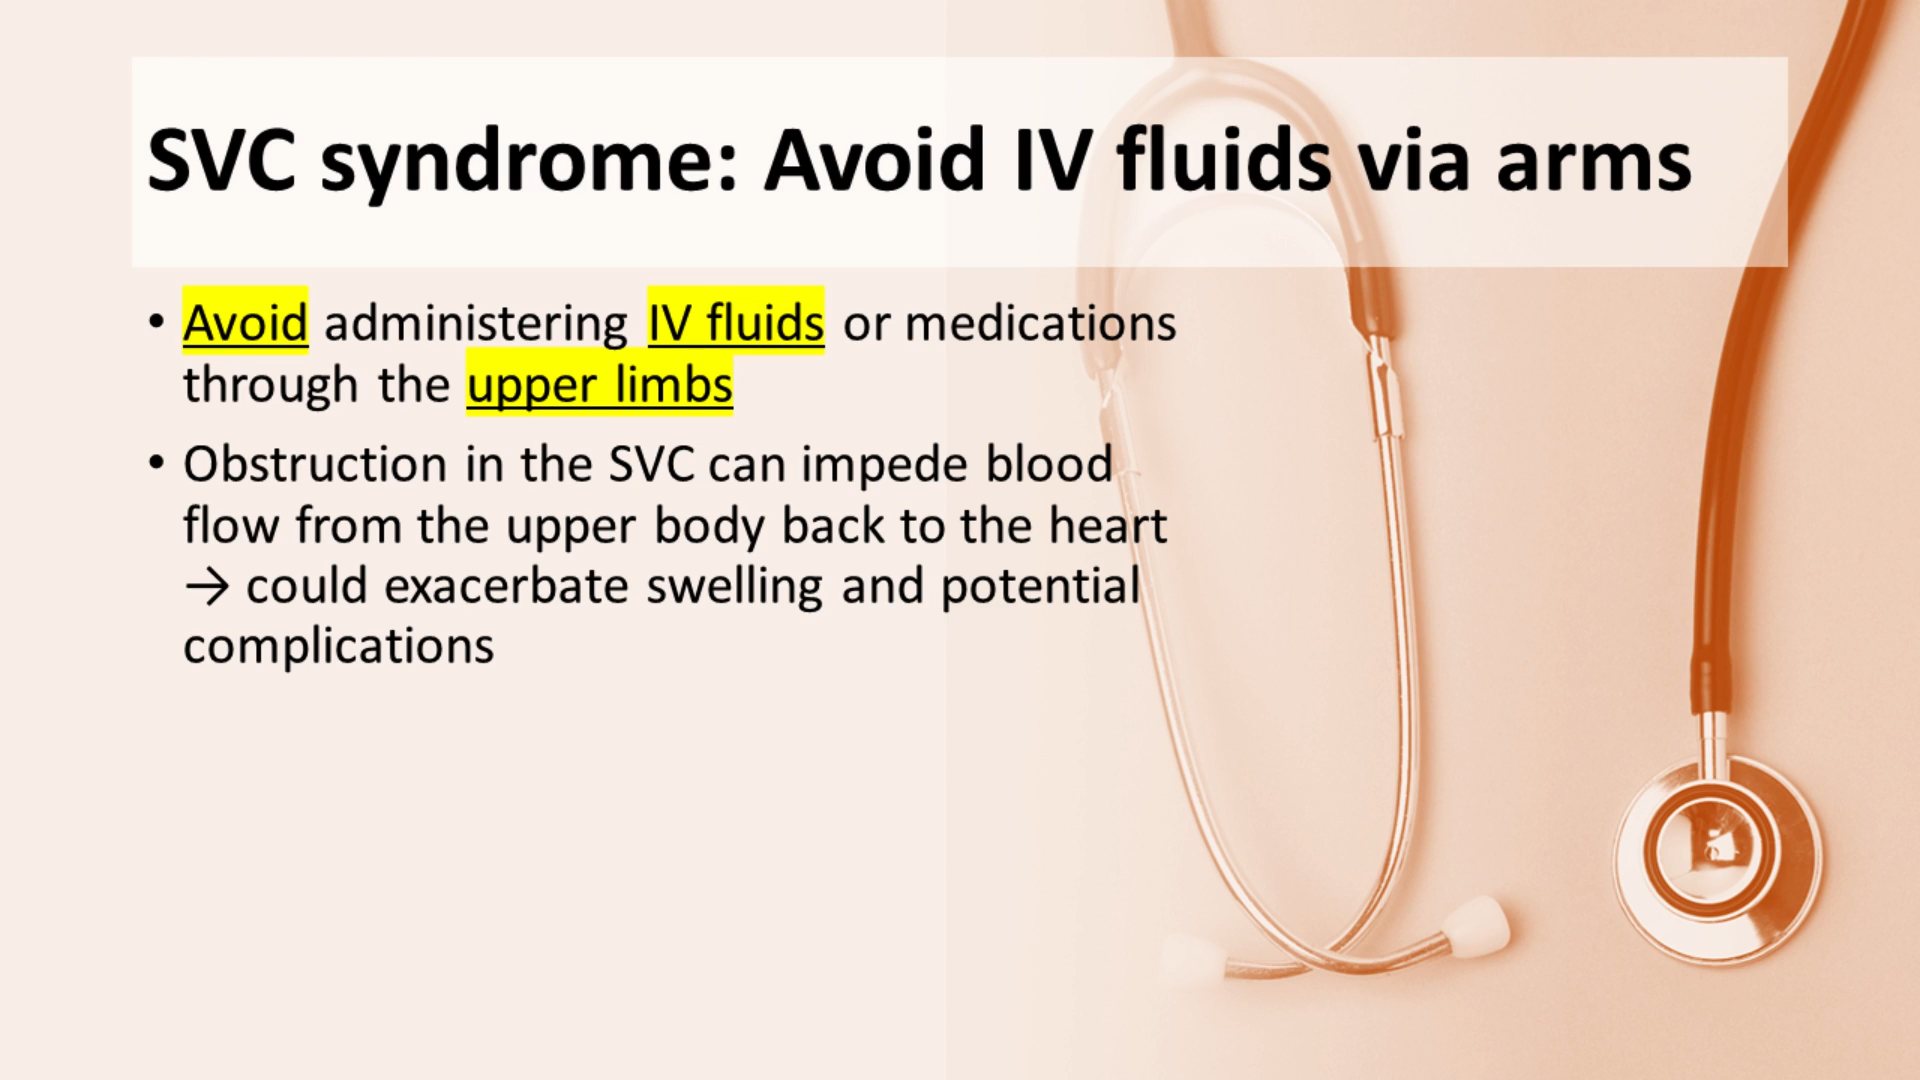 SVC syndrome: Avoid IV fluids via arms
• Avoid administering IV fluids or medications
through the upper limbs
• Obstruction in the SVC can impede blood
flow from the upper body back to the heart
→ could exacerbate swelling and potential
complications